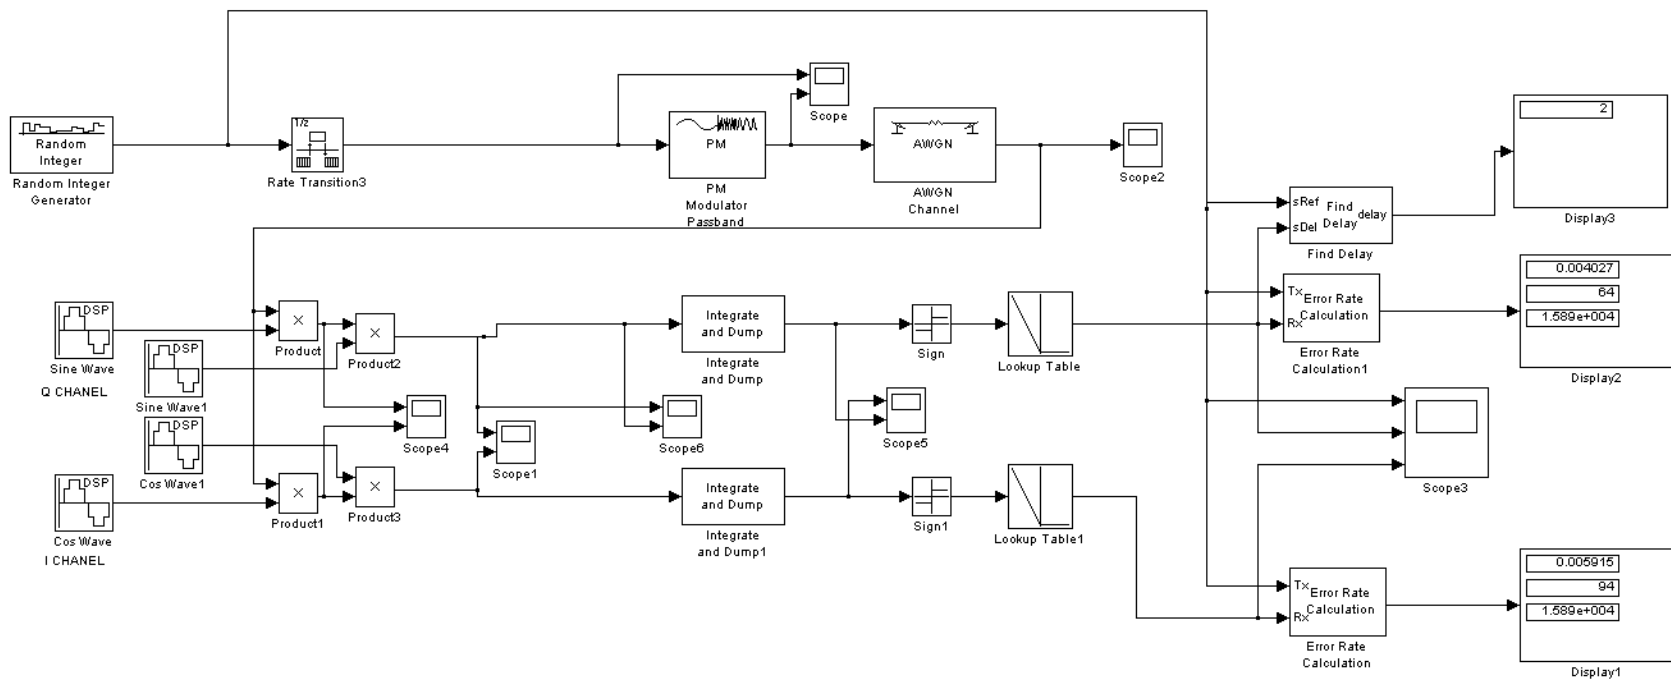 Random
Integer
Random Integer
Generator
1/z
Rate Transition3
PM
PM
Modulator
Passband
Scope
AWGN
AWGN
Channel
Scope2
sRef
sDel
Find
Delay
delay
Find Delay
2
Display3
DSP
Sine Wave
Q CHANEL
DSP
Sine Wave1
×
Product
×
Product2
Integrate
and Dump
Integrate
and Dump
Sign
Lookup Table
Tx
Rx
Error Rate
Calculation
Error Rate
Calculation1
0.004027
64
1.589e+004
Display2
DSP
Cos Wave1
DSP
Cos Wave
I CHANEL
×
Product1
×
Product3
Scope4
Scope1
Scope6
Scope5
Scope3
Integrate
and Dump
Integrate
and Dump1
Sign1
Lookup Table1
Tx
Rx
Error Rate
Calculation
Error Rate
Calculation
0.005915
94
1.589e+004
Display1